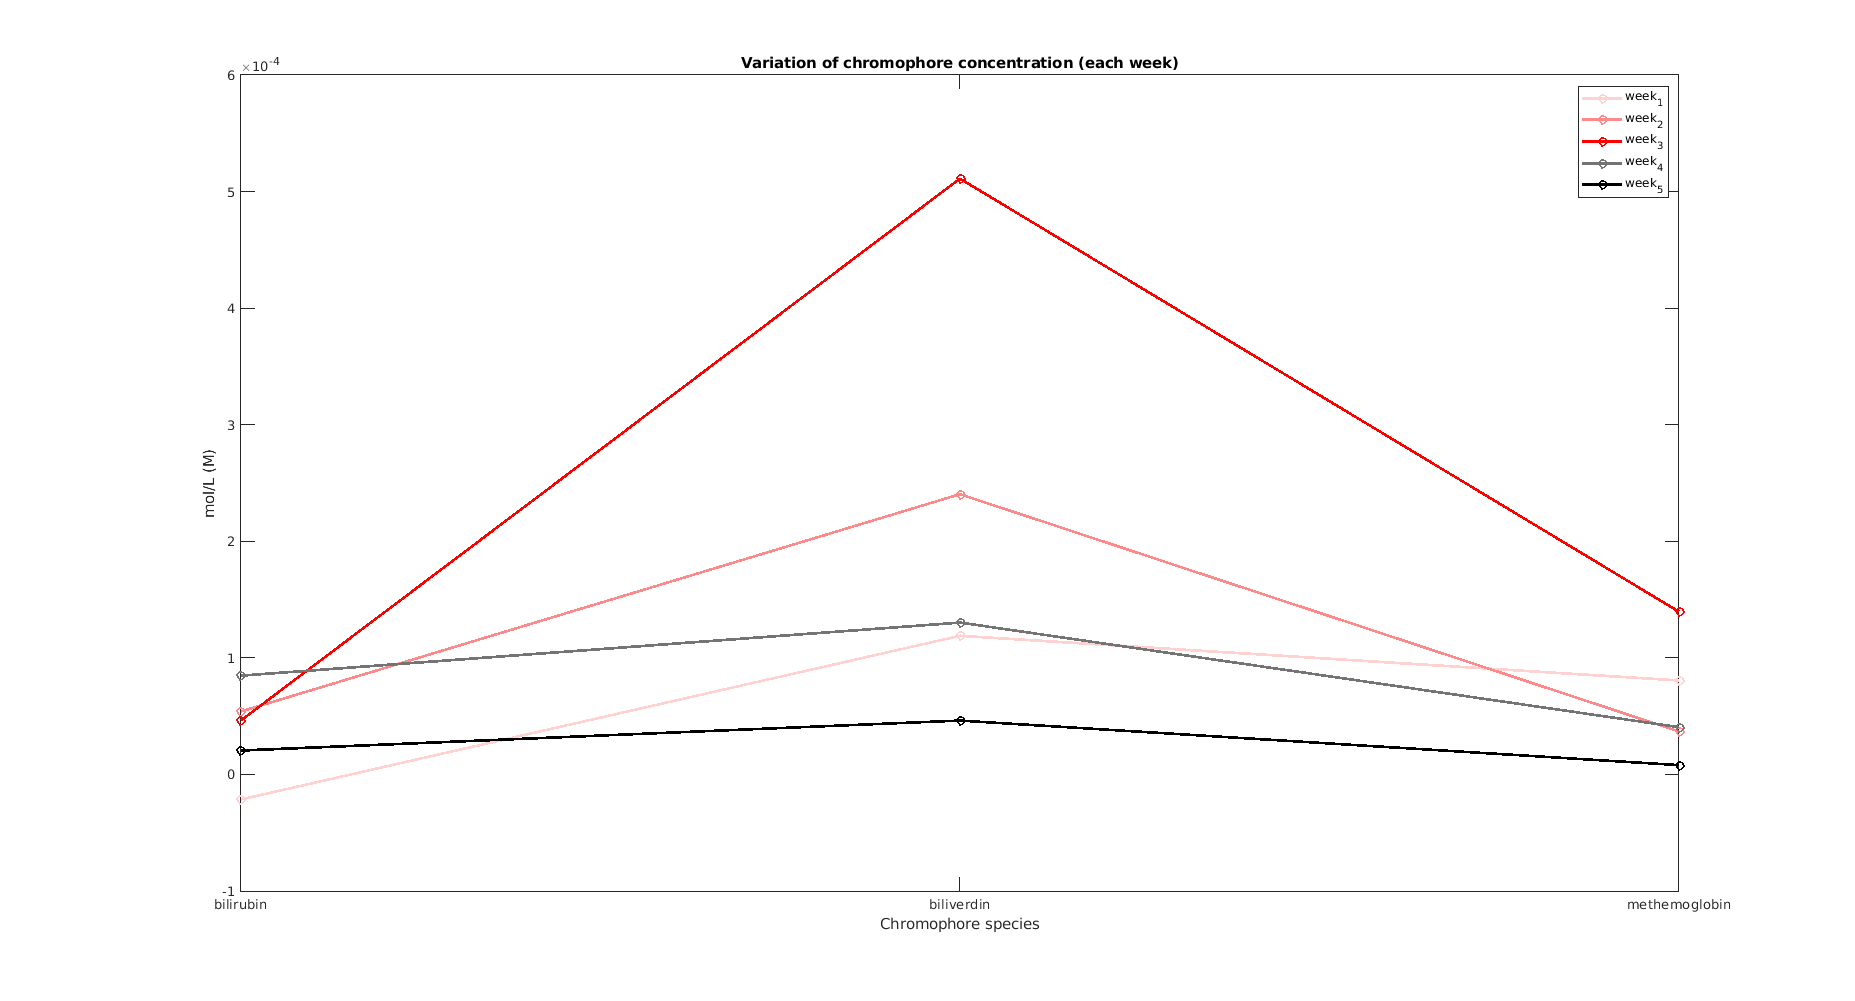 Variation of chromophore concentration (each week)
×10-4
6
5
4
3
2
1
0
-1
mol/L (M)
bilirubin
biliverdin
methemoglobin
Chromophore species
week1
week2
week3
week4
week5